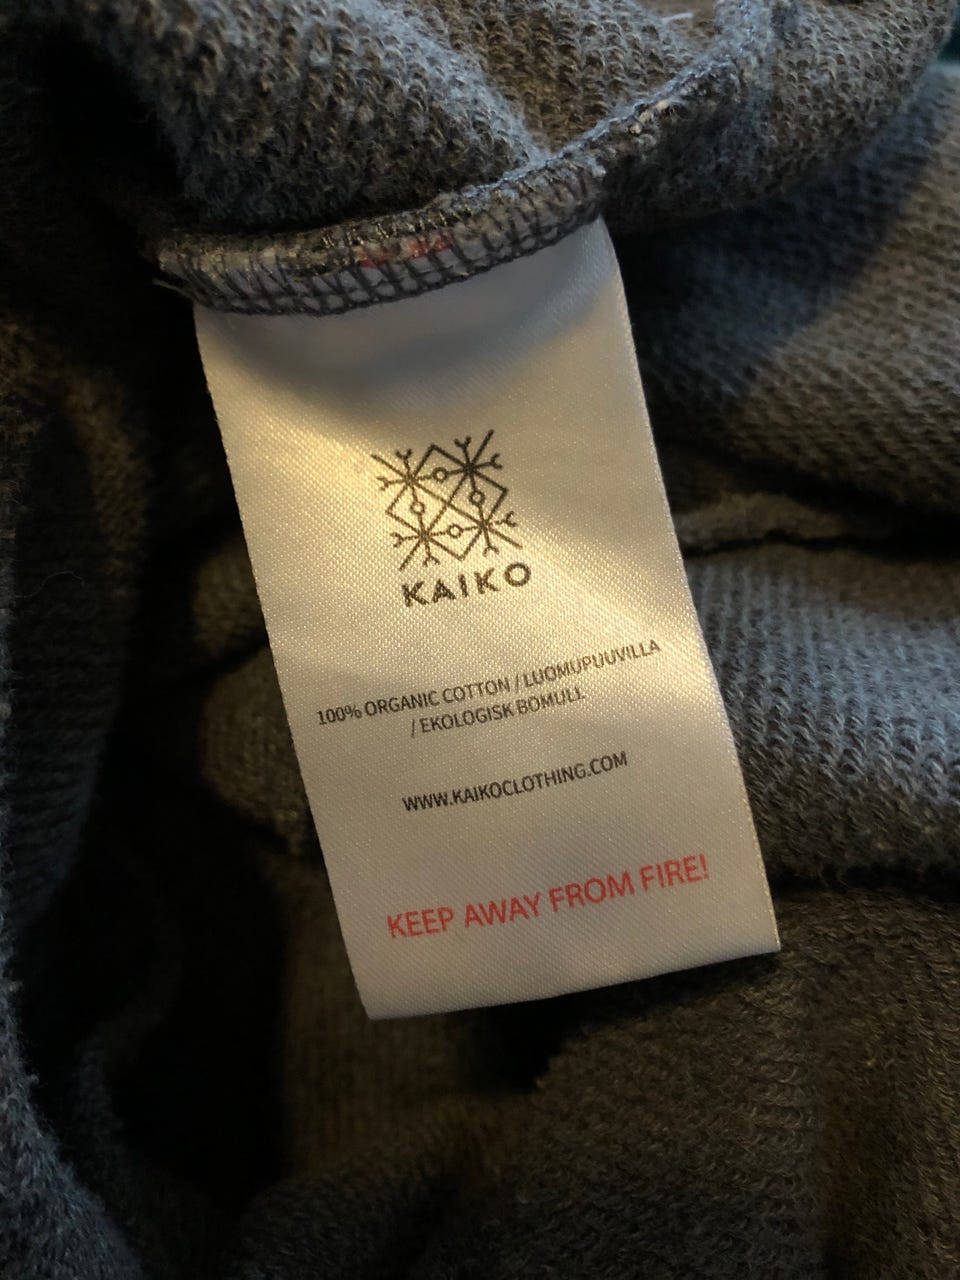 KAIKO
100% ORGANIC COTTON / LUOMUPUUVILLA
/ EKOLOGISK BOMULL
WWW.KAIKOCLOTHING.COM
KEEP AWAY FROM FIRE!